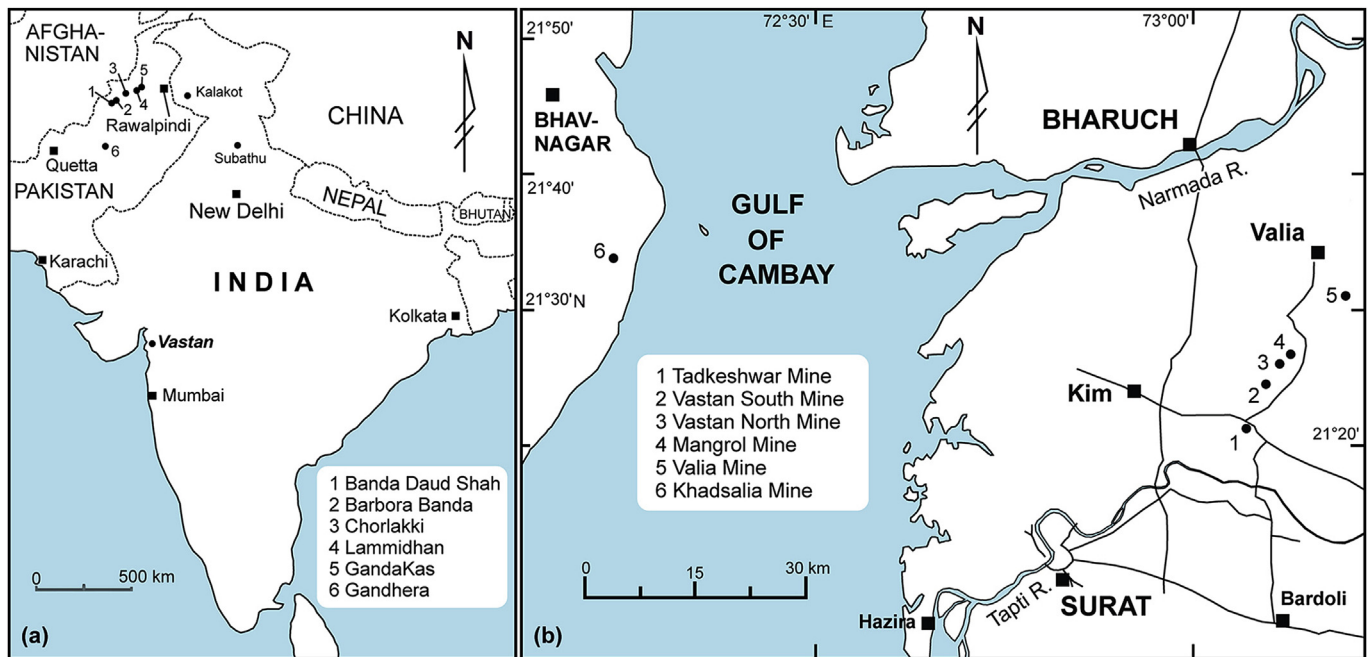 AFGHA-
NISTAN
3
5
1
2
4
Rawalpindi
Kalakot
N
CHINA
Quetta
6
Subathu
PAKISTAN
New Delhi
NEPAL
BHUTAN
Karachi
INDIA
Kolkata
Vastan
Mumbai
1 Banda Daud Shah
2 Barbora Banda
3 Chorlakki
4 Lammidhan
5 GandaKas
6 Gandhera
0 500 km
(a)
72°30' E
73°00'
21°50'
N
BHAV-
NAGAR
BHARUCH
21°40'
Narmada R.
GULF
OF
CAMBAY
Valia
6
5
21°30'N
4
3
2
Kim
1
21°20'
1 Tadkeshwar Mine
2 Vastan South Mine
3 Vastan North Mine
4 Mangrol Mine
5 Valia Mine
6 Khadsalia Mine
0 15 30 km
Tapti R.
SURAT
Hazira
Bardoli
(b)